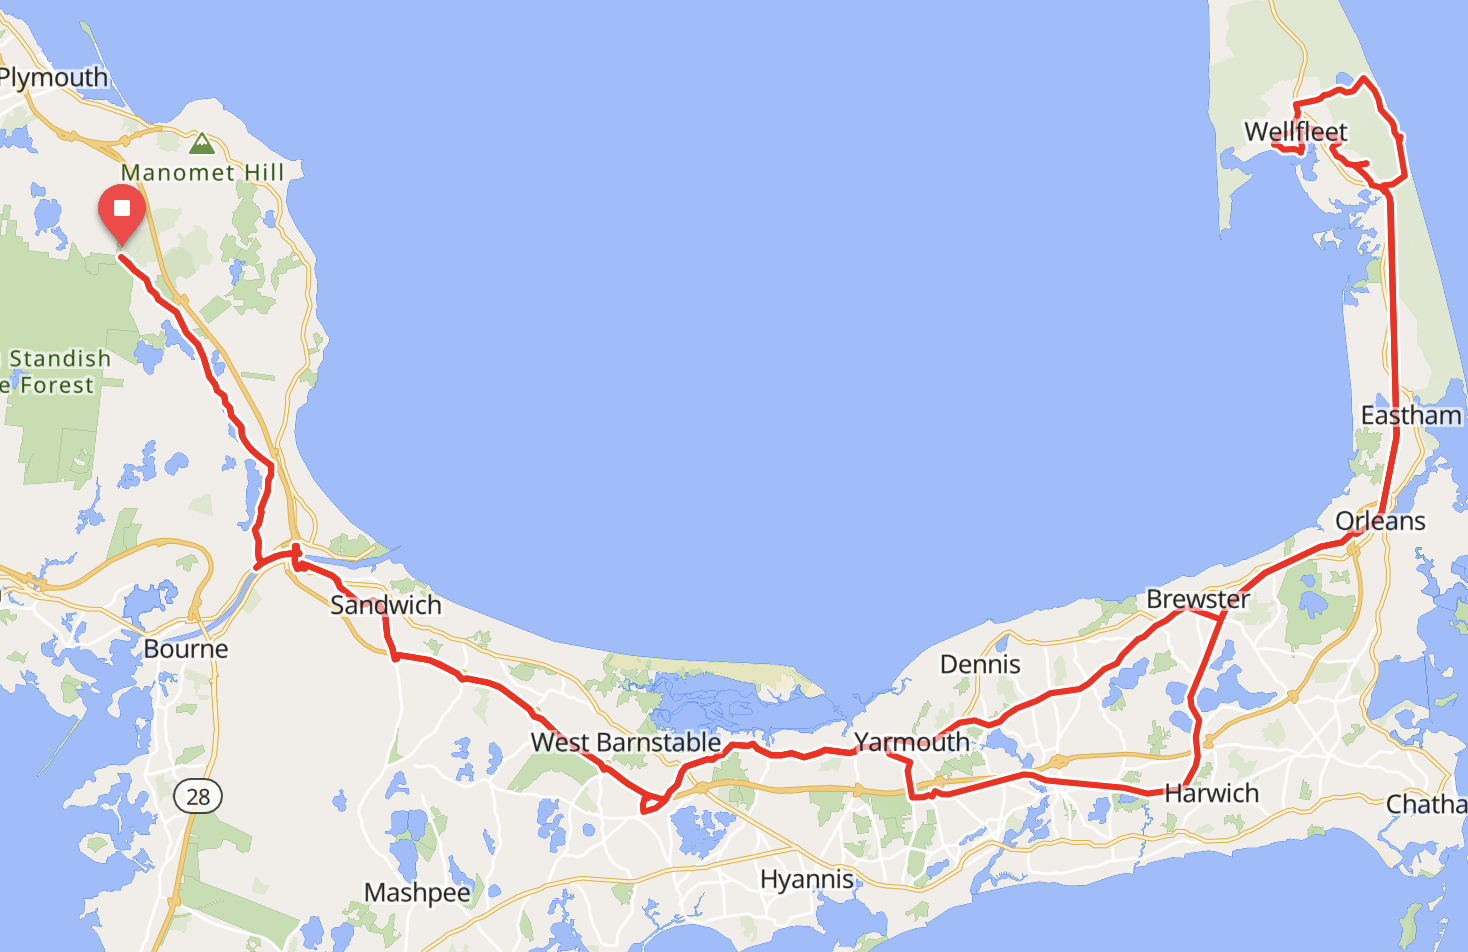 Plymouth
Manomet Hill
Wellfleet
Standish
e Forest
Eastham
Orleans
Sandwich
Brewster
Bourne
Dennis
West Barnstable
Yarmouth
28
Harwich
Chatha
Hyannis
Mashpee